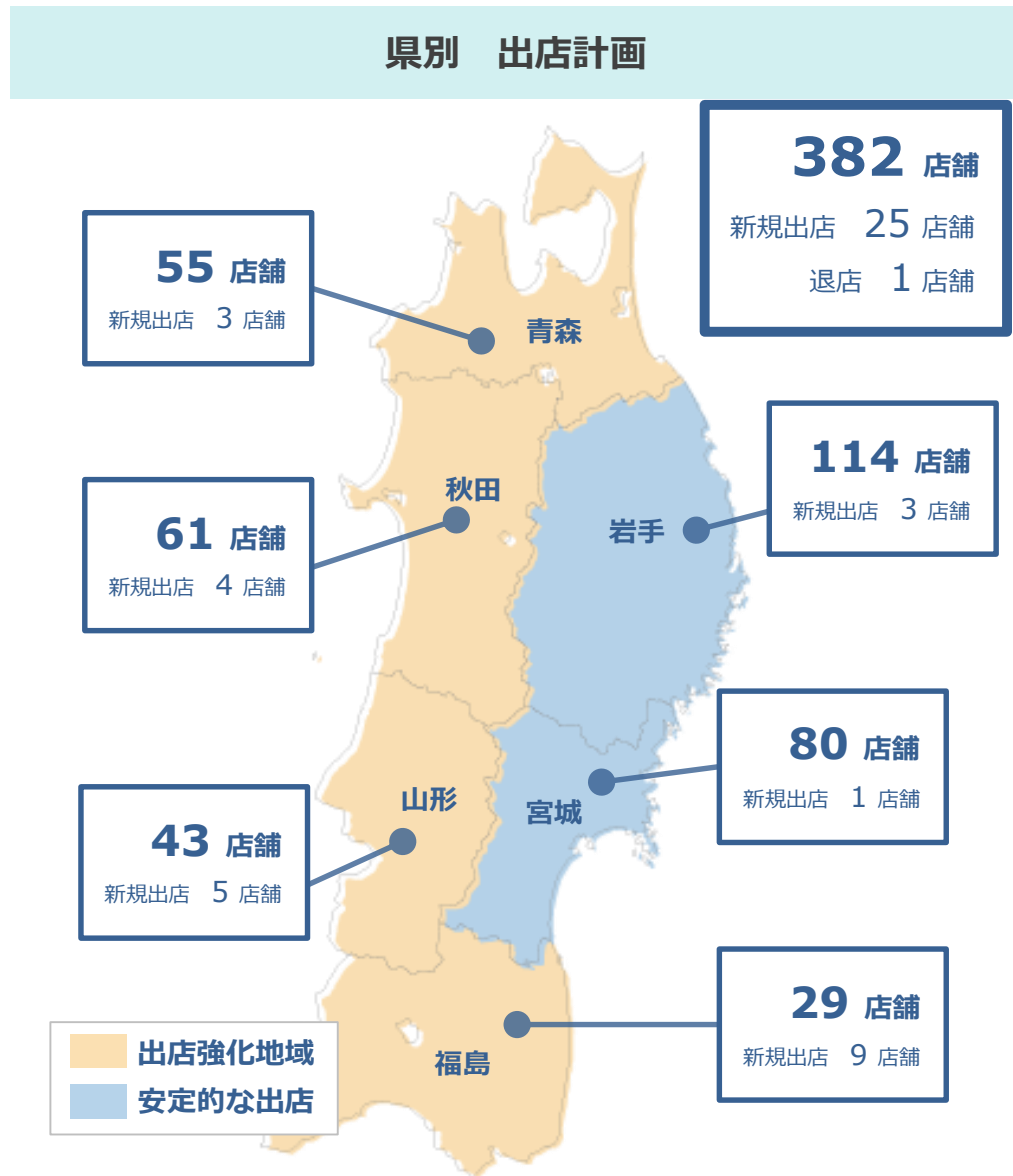 県別　出店計画
382 店舗
新規出店 25 店舗
退店 1 店舗
55 店舗
新規出店 3 店舗
青森
114 店舗
新規出店 3 店舗
岩手
61 店舗
新規出店 4 店舗
秋田
80 店舗
新規出店 1 店舗
宮城
43 店舗
新規出店 5 店舗
山形
29 店舗
新規出店 9 店舗
福島
出店強化地域
安定的な出店